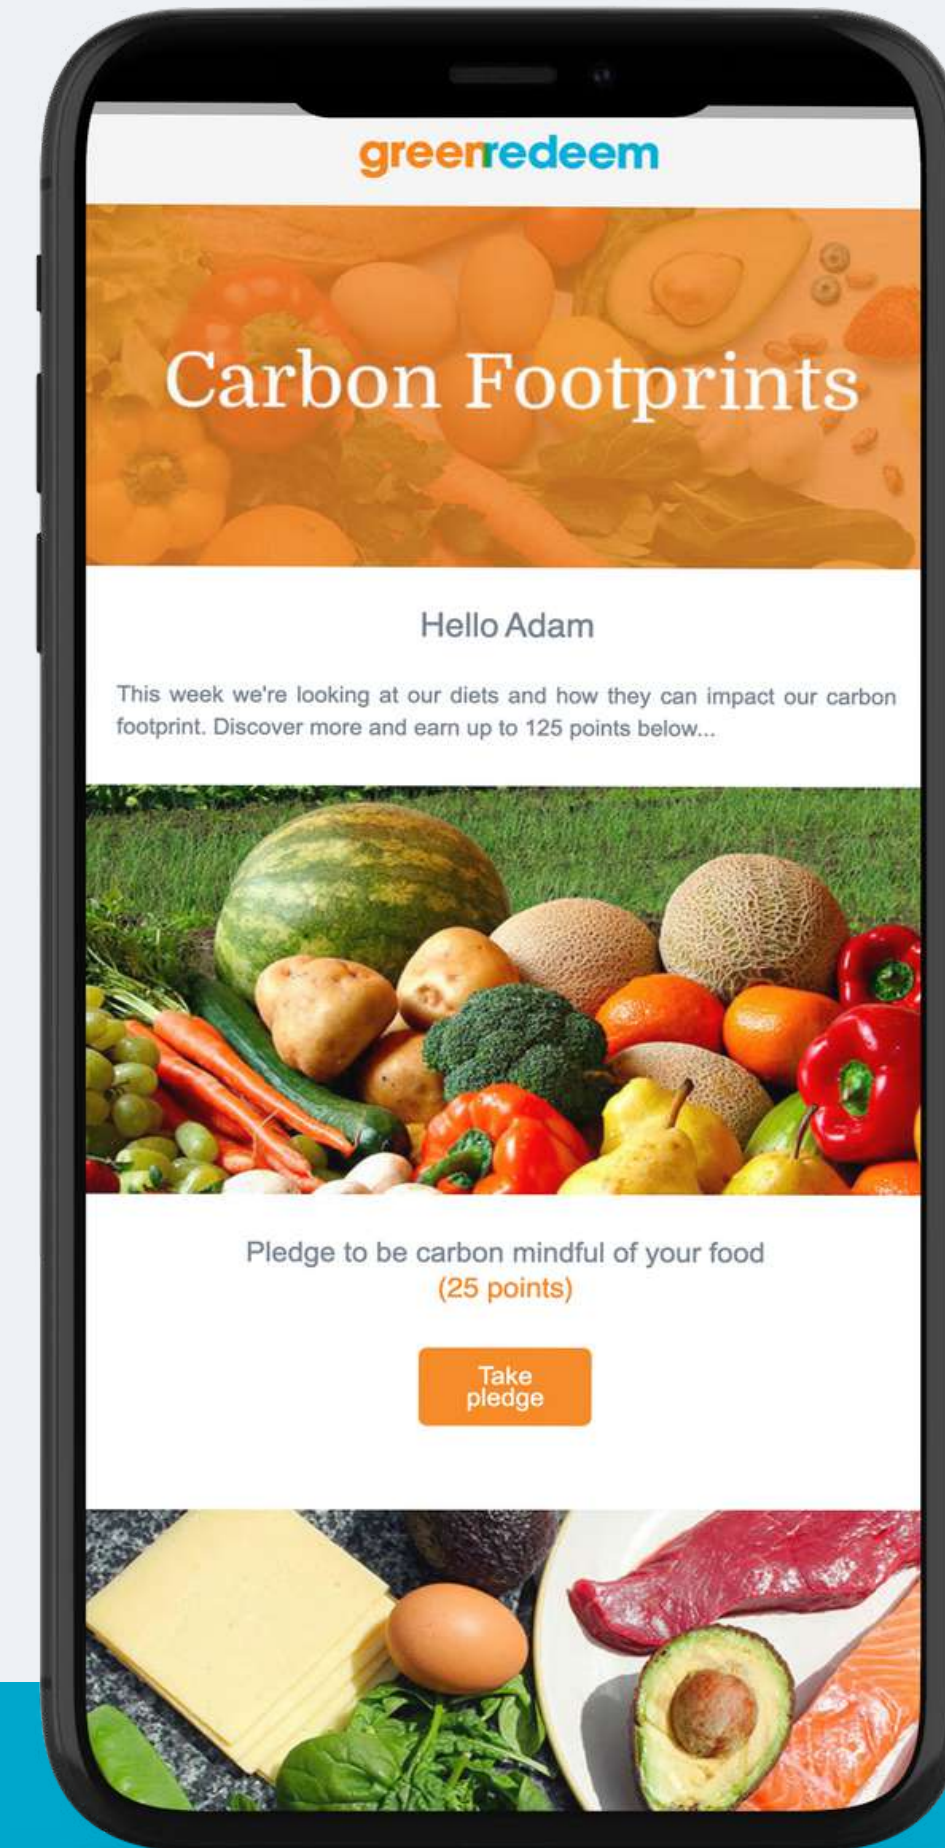 greenredeem
Carbon Footprints
Hello Adam
This week we're looking at our diets and how they can impact our carbon
footprint. Discover more and earn up to 125 points below...
Pledge to be carbon mindful of your food
(25 points)
Take
pledge